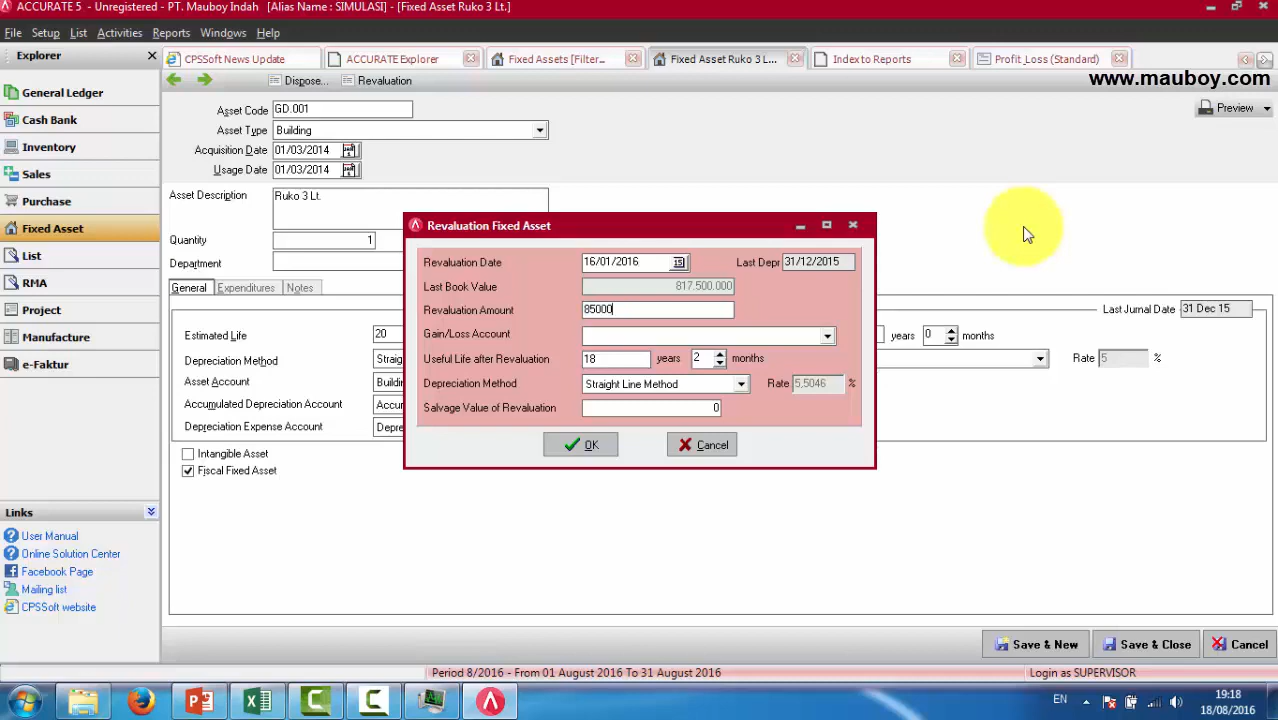 ACCURATE 5 - Unregistered - PT. Mauboy Indah [Alias Name : SIMULASI] - [Fixed Asset Ruko 3 Lt.]
File Setup List Activities Reports Windows Help
Explorer
CPSSoft News Update ACCURATE Explorer Fixed Assets [Filter... Fixed Asset Ruko 3 L... Index to Reports Profit_Loss (Standard)
Dispose... Revaluation
www.mauboy.com
Preview
General Ledger
Cash Bank
Inventory
Sales
Purchase
Fixed Asset
List
RMA
Project
Manufacture
e-Faktur
Asset Code GD.001
Asset Type Building
Acquisition Date 01/03/2014
Usage Date 01/03/2014
Asset Description Ruko 3 Lt.
Quantity 1
Department
General Expenditures Notes
Last Jurnal Date 31 Dec 15
Estimated Life 20 years 0 months
Depreciation Method Straig Rate 5 %
Asset Account Buildin
Accumulated Depreciation Account Accur
Depreciation Expense Account Depre
Intangible Asset
Fiscal Fixed Asset
Revaluation Fixed Asset
Revaluation Date 16/01/2016 15 Last Depr 31/12/2015
Last Book Value 817.500.000
Revaluation Amount 85000
Gain/Loss Account
Useful Life after Revaluation 18 years 2 months
Depreciation Method Straight Line Method Rate 5,5046 %
Salvage Value of Revaluation 0
OK Cancel
Links
User Manual
Online Solution Center
Facebook Page
Mailing list
CPSSoft website
Save & New Save & Close Cancel
Period 8/2016 - From 01 August 2016 To 31 August 2016 Login as SUPERVISOR
EN 19:18
18/08/2016